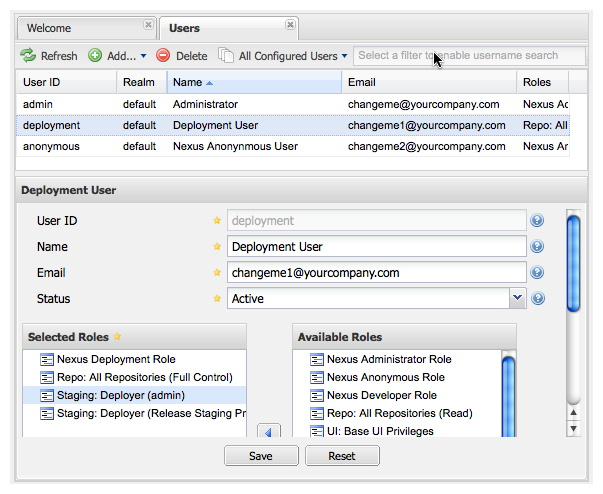 Welcome Users
Refresh Add... Delete All Configured Users Select a filter to enable username search
User ID Realm Name Email Roles
admin default Administrator changeme@yourcompany.com Nexus Ad
deployment default Deployment User changeme1@yourcompany.com Repo: All
anonymous default Nexus Anonynmous User changeme2@yourcompany.com Nexus An
Deployment User
User ID deployment
Name Deployment User
Email changeme1@yourcompany.com
Status Active
Selected Roles Available Roles
Nexus Deployment Role Nexus Administrator Role
Repo: All Repositories (Full Control) Nexus Anonymous Role
Staging: Deployer (admin) Nexus Developer Role
Staging: Deployer (Release Staging Pr Repo: All Repositories (Read)
UI: Base UI Privileges
Save Reset